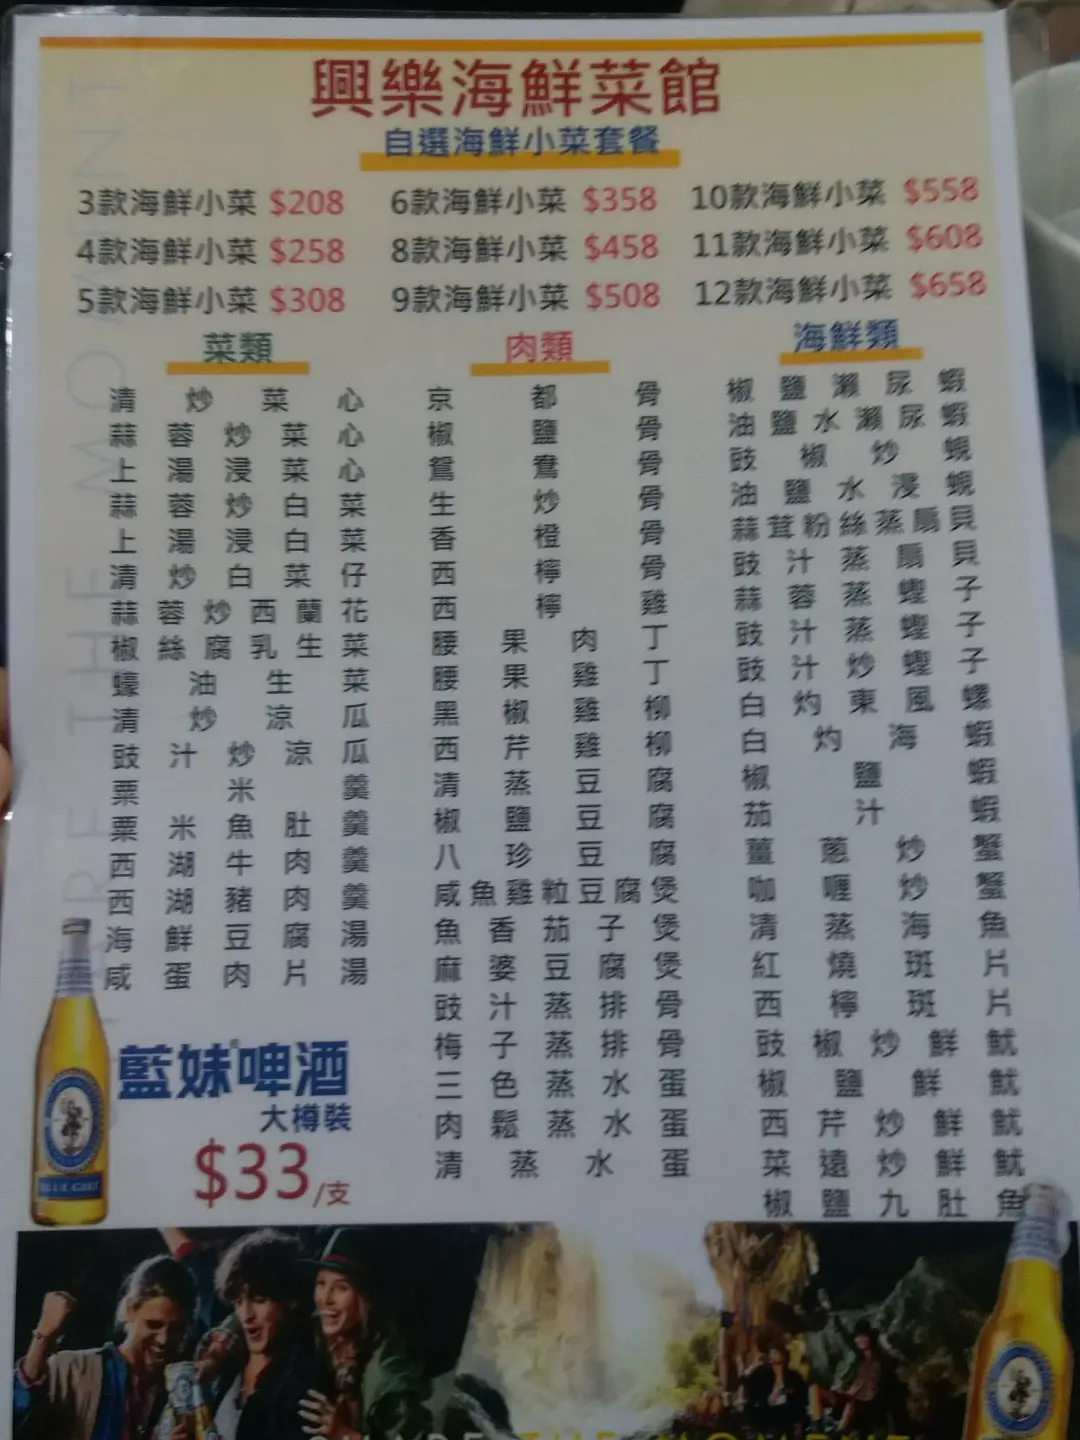 興樂海鮮菜館
自選海鮮小菜套餐
3款海鮮小菜 $208
4款海鮮小菜 $258
5款海鮮小菜 $308
6款海鮮小菜 $358
8款海鮮小菜 $458
9款海鮮小菜 $508
10款海鮮小菜 $558
11款海鮮小菜 $608
12款海鮮小菜 $658
菜類
清炒菜心
蒜蓉炒菜心
上湯浸菜心
蒜蓉炒白菜
上湯浸白菜
清炒白菜仔
蒜蓉炒西蘭花
椒絲腐乳生菜
蠔油生菜
清炒涼瓜
豉汁炒涼瓜
粟米羹
粟米魚肚羹
西湖牛肉羹
西湖豬肉羹
海鮮豆腐湯
咸蛋肉片湯
肉類
京都骨
椒鹽骨
鴛鴦骨
生炒骨
香橙骨
西檸骨
西檸雞
腰果肉丁
腰果雞丁
黑椒雞柳
西芹雞柳
清蒸豆腐
椒鹽豆腐
八珍豆腐
咸魚雞粒豆腐煲
魚香茄子煲
麻婆豆腐煲
豉汁蒸排骨
梅子蒸排骨
三色蒸水蛋
肉鬆蒸水蛋
清蒸水蛋
海鮮類
椒鹽瀨尿蝦
油鹽水瀨尿蝦
豉椒炒蜆
油鹽水浸蜆
蒜茸粉絲蒸扇貝
豉汁蒸扇貝
蒜蓉蒸蟶子
豉汁蒸蟶子
豉汁炒蟶子
白灼東風螺
白灼海蝦
椒鹽蝦
茄汁蝦
薑蔥炒蟹
咖喱炒蟹
清蒸海魚
紅燒斑片
西檸斑片
豉椒炒鮮魷
椒鹽鮮魷
西芹炒鮮魷
菜遠炒鮮魷
椒鹽九肚魚
藍妹®啤酒
大樽裝
$33/支
BLUE GIRL
SHARE THE MOMENT